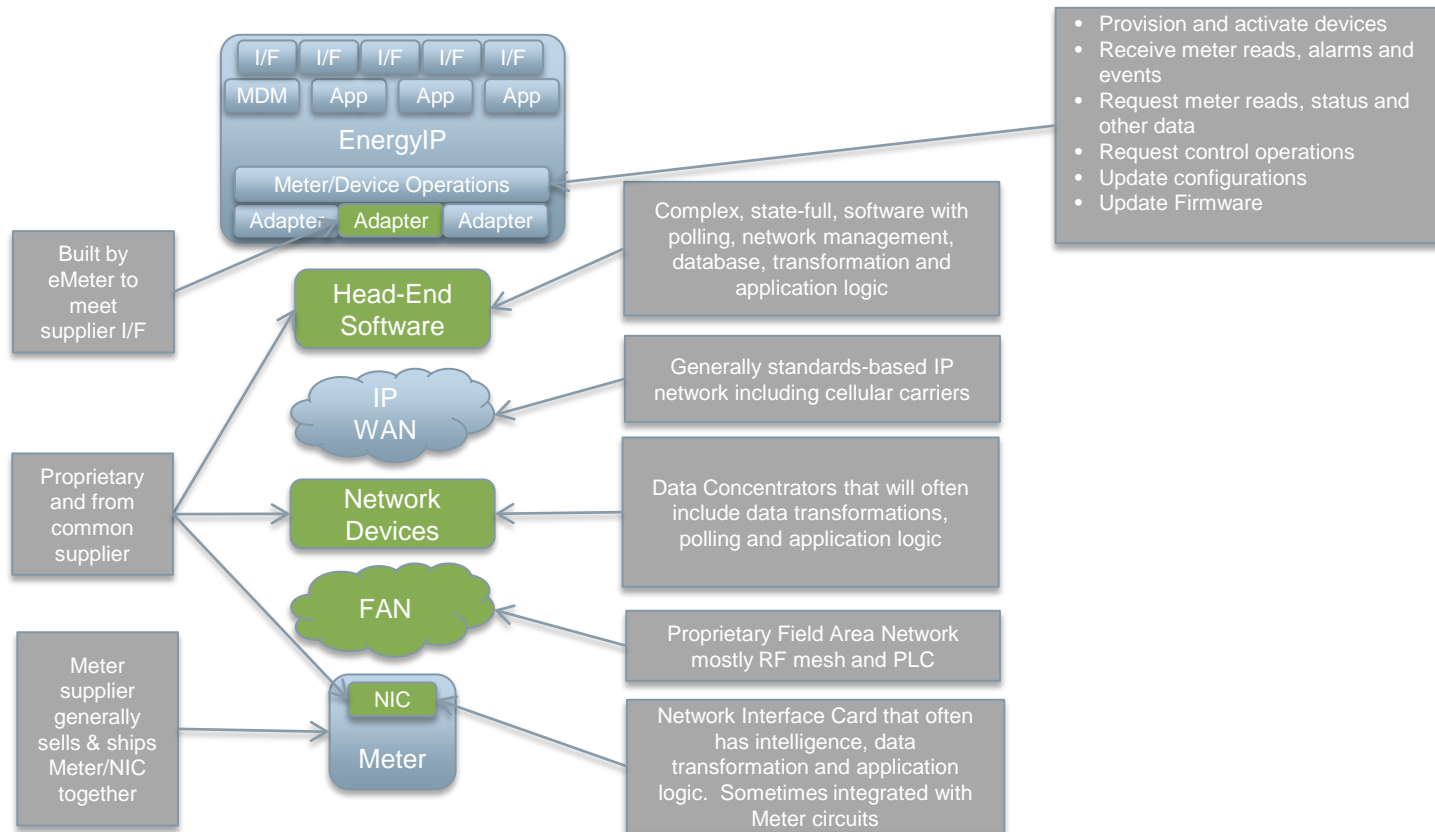 I/F I/F I/F I/F I/F
MDM App App App
EnergyIP
Meter/Device Operations
Adapter Adapter Adapter
• Provision and activate devices
• Receive meter reads, alarms and
events
• Request meter reads, status and
other data
• Request control operations
• Update configurations
• Update Firmware
Built by
eMeter to
meet
supplier I/F
Head-End
Software
Complex, state-full, software with
polling, network management,
database, transformation and
application logic
IP
WAN
Generally standards-based IP
network including cellular carriers
Proprietary
and from
common
supplier
Network
Devices
Data Concentrators that will often
include data transformations,
polling and application logic
FAN
Proprietary Field Area Network
mostly RF mesh and PLC
Meter
supplier
generally
sells & ships
Meter/NIC
together
NIC
Meter
Network Interface Card that often
has intelligence, data
transformation and application
logic. Sometimes integrated with
Meter circuits